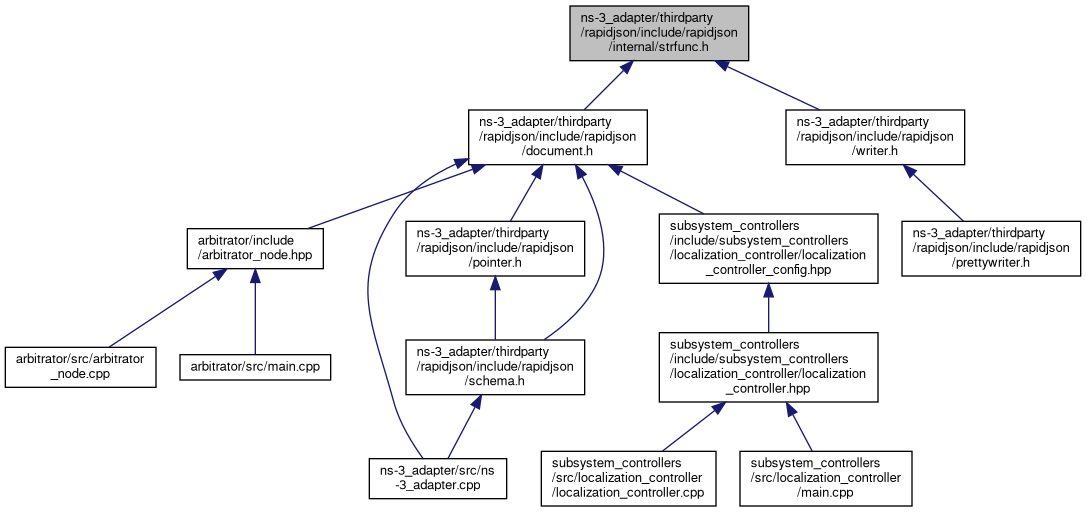 ns-3_adapter/thirdparty
/rapidjson/include/rapidjson
/internal/strfunc.h
ns-3_adapter/thirdparty
/rapidjson/include/rapidjson
/document.h
ns-3_adapter/thirdparty
/rapidjson/include/rapidjson
/writer.h
arbitrator/include
/arbitrator_node.hpp
ns-3_adapter/thirdparty
/rapidjson/include/rapidjson
/pointer.h
subsystem_controllers
/include/subsystem_controllers
/localization_controller/localization
_controller_config.hpp
ns-3_adapter/thirdparty
/rapidjson/include/rapidjson
/prettywriter.h
arbitrator/src/arbitrator
_node.cpp
arbitrator/src/main.cpp
ns-3_adapter/thirdparty
/rapidjson/include/rapidjson
/schema.h
subsystem_controllers
/include/subsystem_controllers
/localization_controller/localization
_controller.hpp
ns-3_adapter/src/ns
-3_adapter.cpp
subsystem_controllers
/src/localization_controller
/localization_controller.cpp
subsystem_controllers
/src/localization_controller
/main.cpp